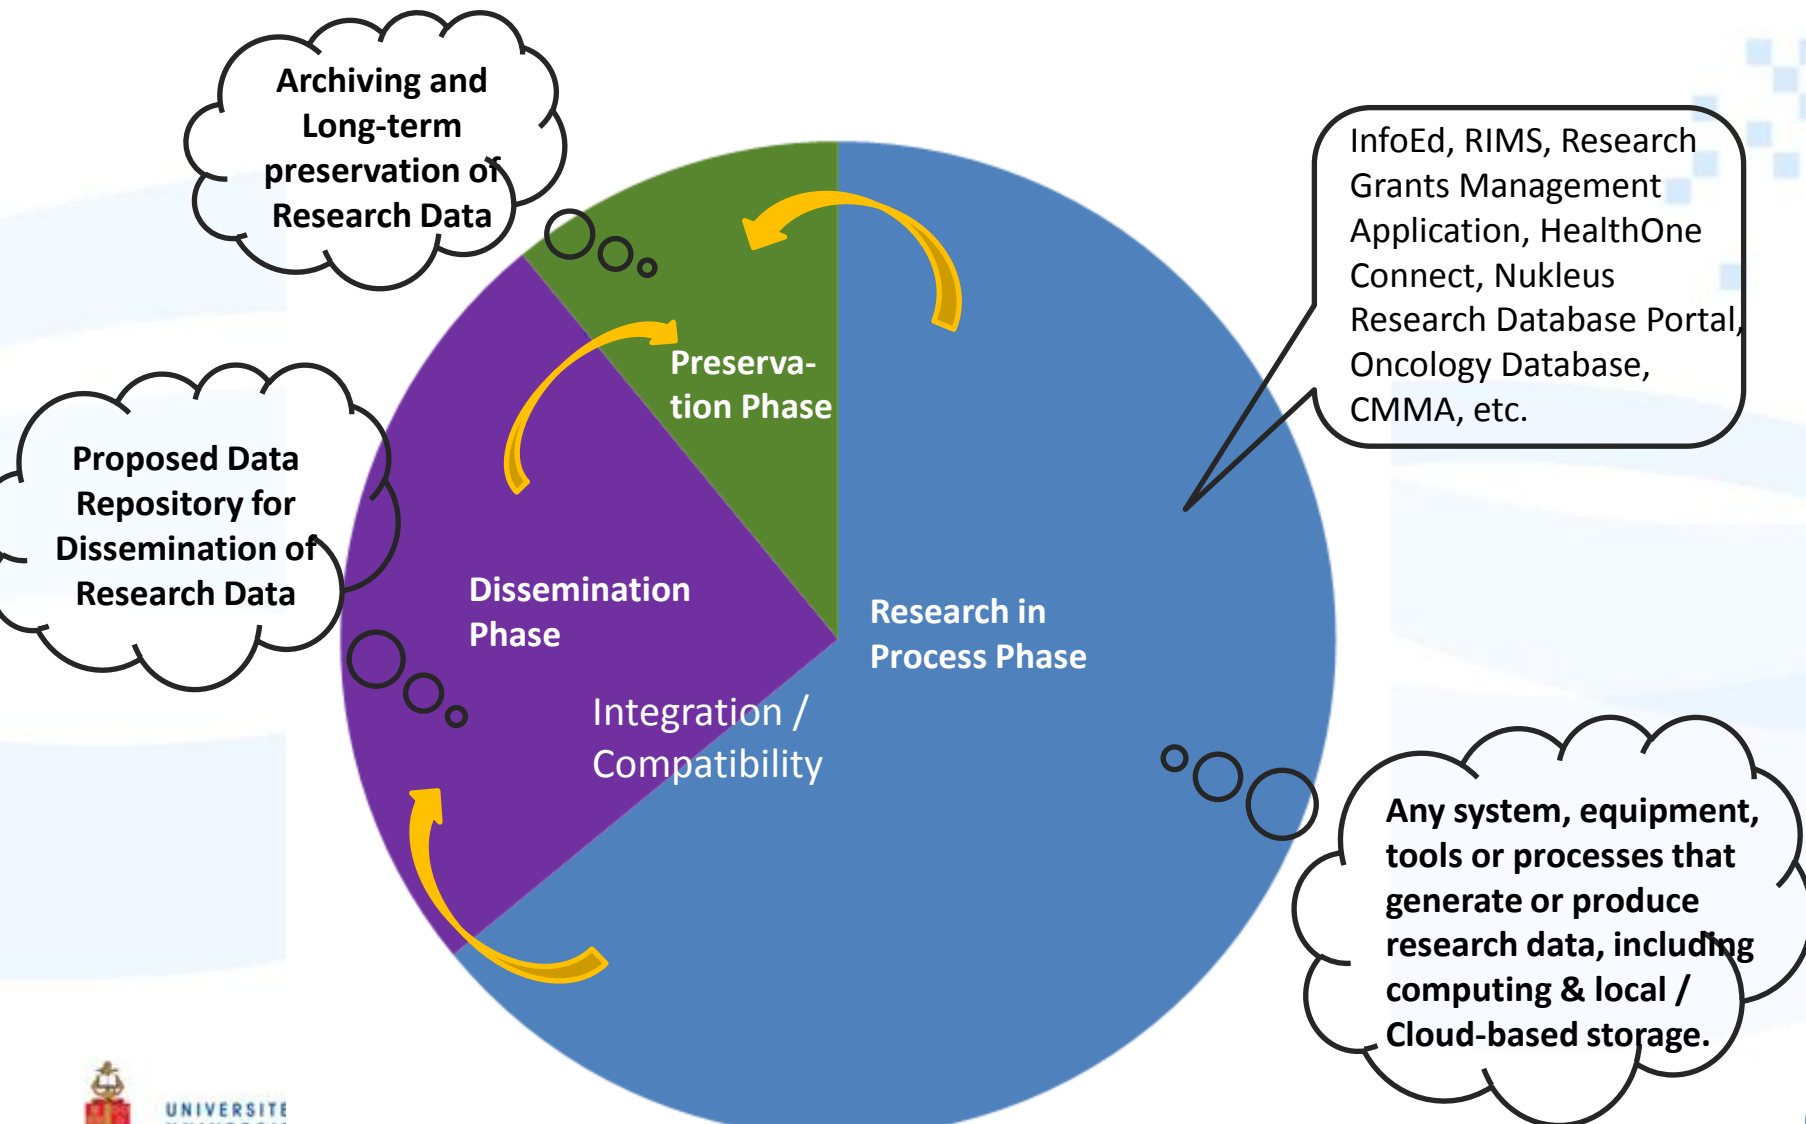 Archiving and
Long-term
preservation of
Research Data
InfoEd, RIMS, Research
Grants Management
Application, HealthOne
Connect, Nukleus
Research Database Portal,
Oncology Database,
CMMA, etc.
Preserva-
tion Phase
Proposed Data
Repository for
Dissemination of
Research Data
Dissemination
Phase
Research in
Process Phase
Integration /
Compatibility
Any system, equipment,
tools or processes that
generate or produce
research data, including
computing & local /
Cloud-based storage.
UNIVERSITE